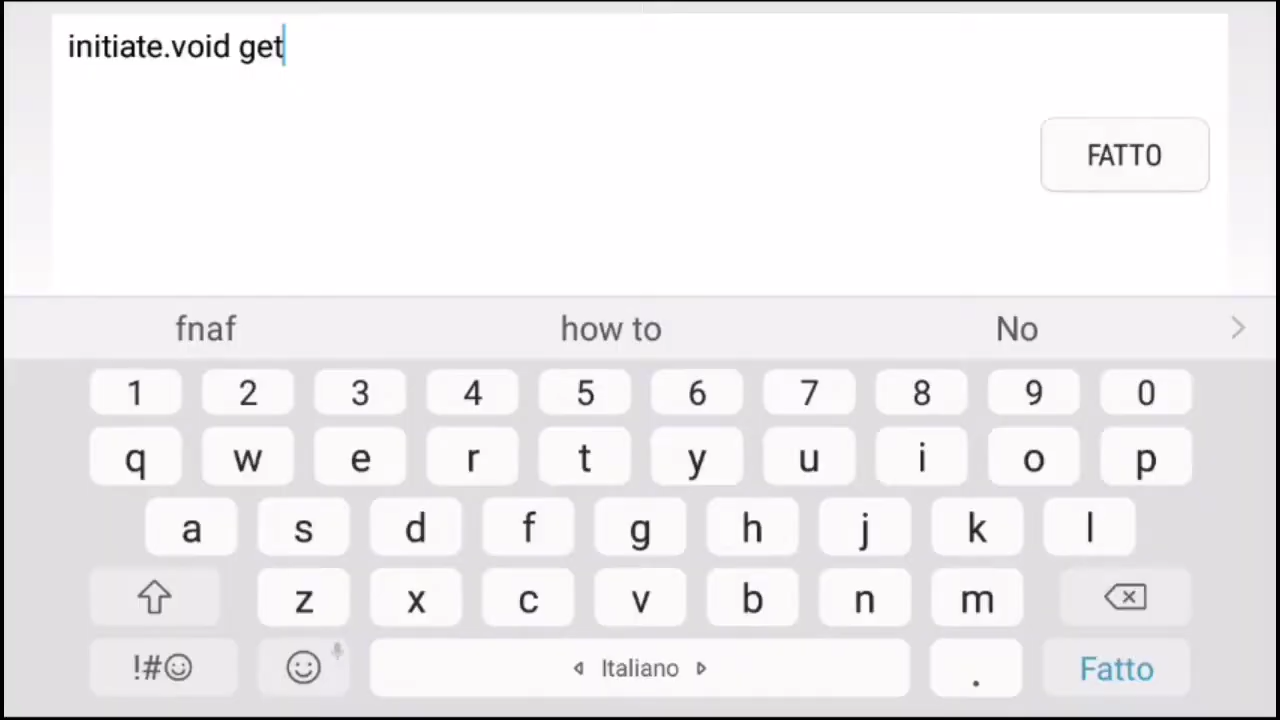 initiate.void get
FATTO
fnaf how to No
1 2 3 4 5 6 7 8 9 0
q w e r t y u i o p
a s d f g h j k l
z x c v b n m
!#☺ Italiano . Fatto